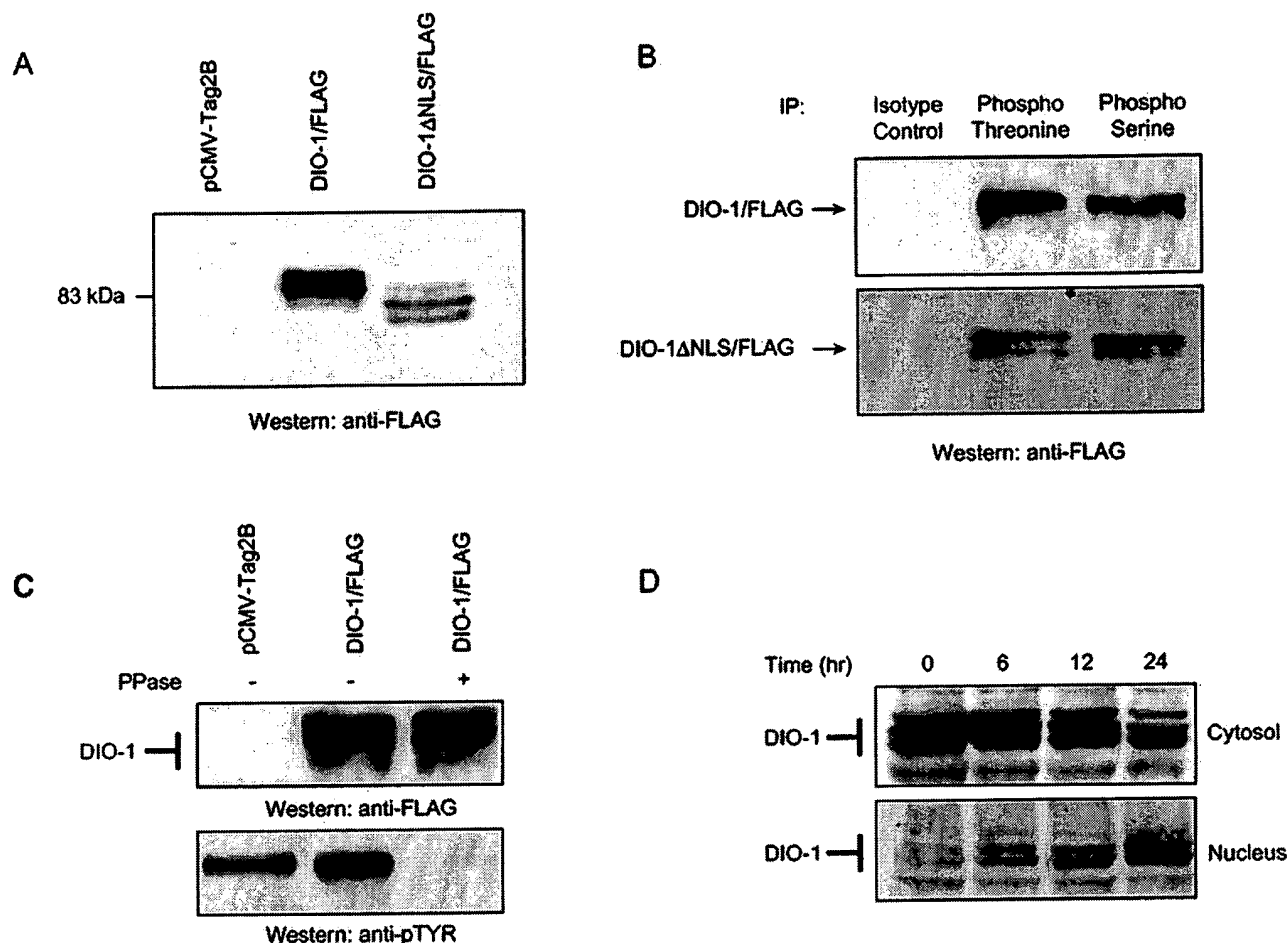 A
pCMV-Tag2B
DIO-1/FLAG
DIO-1ΔNLS/FLAG
83 kDa
Western: anti-FLAG
B
IP:
Isotype Control
Phospho Threonine
Phospho Serine
DIO-1/FLAG
DIO-1ΔNLS/FLAG
Western: anti-FLAG
C
pCMV-Tag2B
DIO-1/FLAG
DIO-1/FLAG
PPase - - +
DIO-1
Western: anti-FLAG
Western: anti-pTYR
D
Time (hr) 0 6 12 24
DIO-1
Cytosol
DIO-1
Nucleus